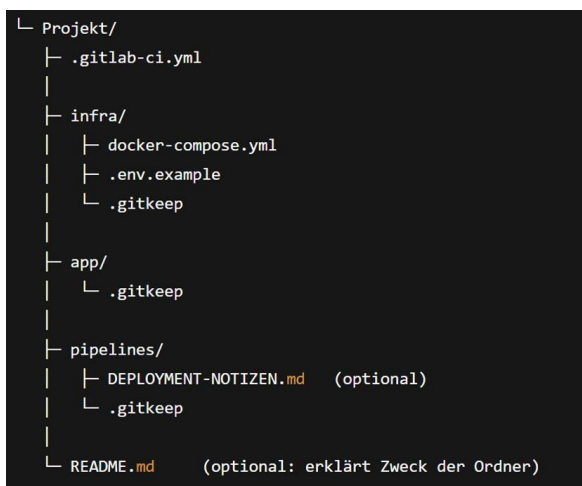 └─ Projekt/
├─ .gitlab-ci.yml
│
├─ infra/
│ ├─ docker-compose.yml
│ ├─ .env.example
│ └─ .gitkeep
│
├─ app/
│ └─ .gitkeep
│
├─ pipelines/
│ ├─ DEPLOYMENT-NOTIZEN.md (optional)
│ └─ .gitkeep
│
└─ README.md (optional: erklärt Zweck der Ordner)